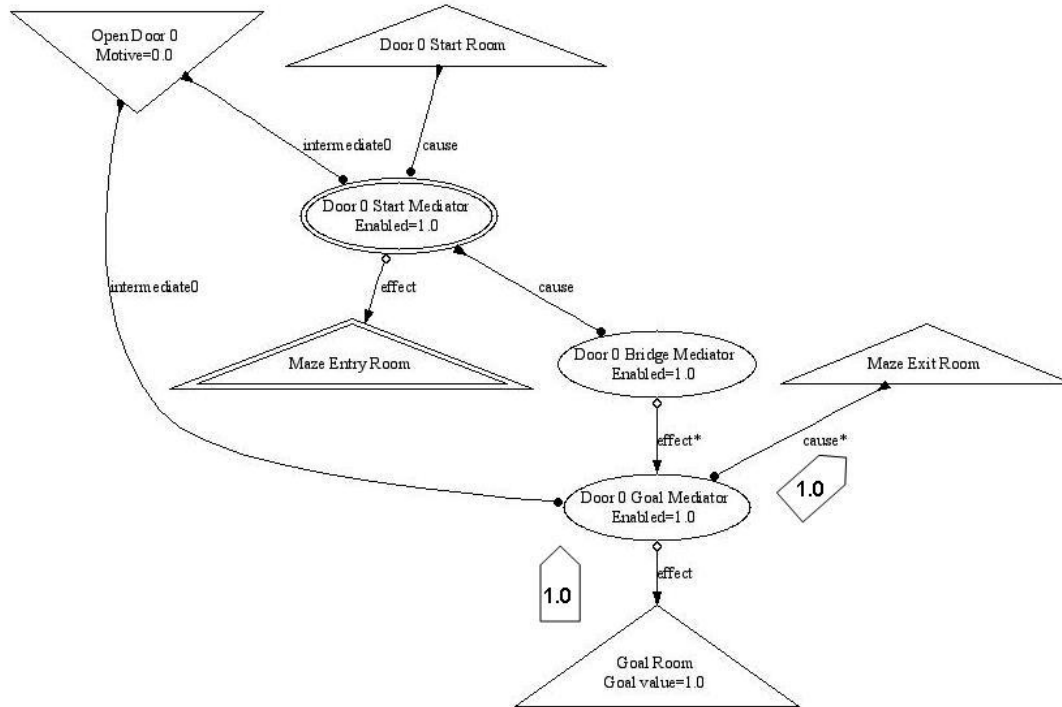 Open Door 0
Motive=0.0
Door 0 Start Room
intermediate0
cause
Door 0 Start Mediator
Enabled=1.0
intermediate0
effect
cause
Maze Entry Room
Door 0 Bridge Mediator
Enabled=1.0
Maze Exit Room
effect*
cause*
1.0
Door 0 Goal Mediator
Enabled=1.0
1.0
effect
Goal Room
Goal value=1.0